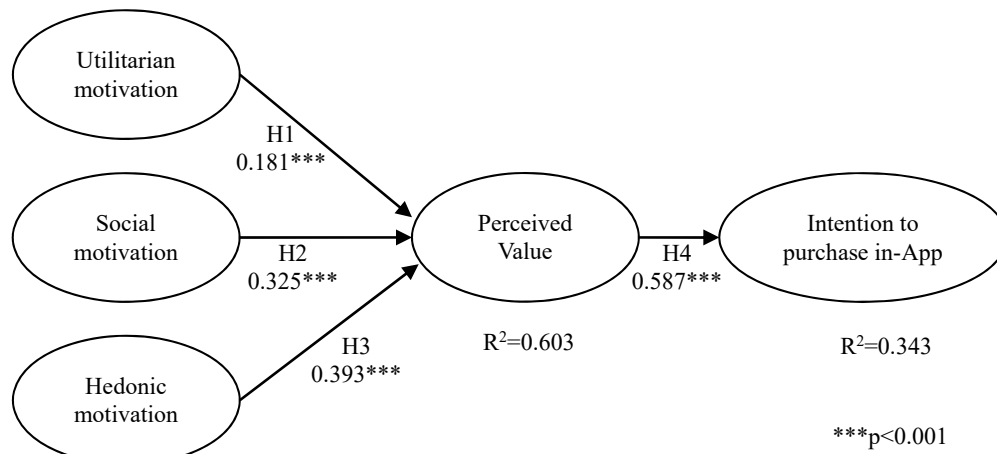 Utilitarian
motivation
H1
0.181***
Social
motivation
H2
0.325***
Perceived
Value
H4
0.587***
Intention to
purchase in-App
H3
0.393***
R²=0.603
R²=0.343
Hedonic
motivation
***p<0.001